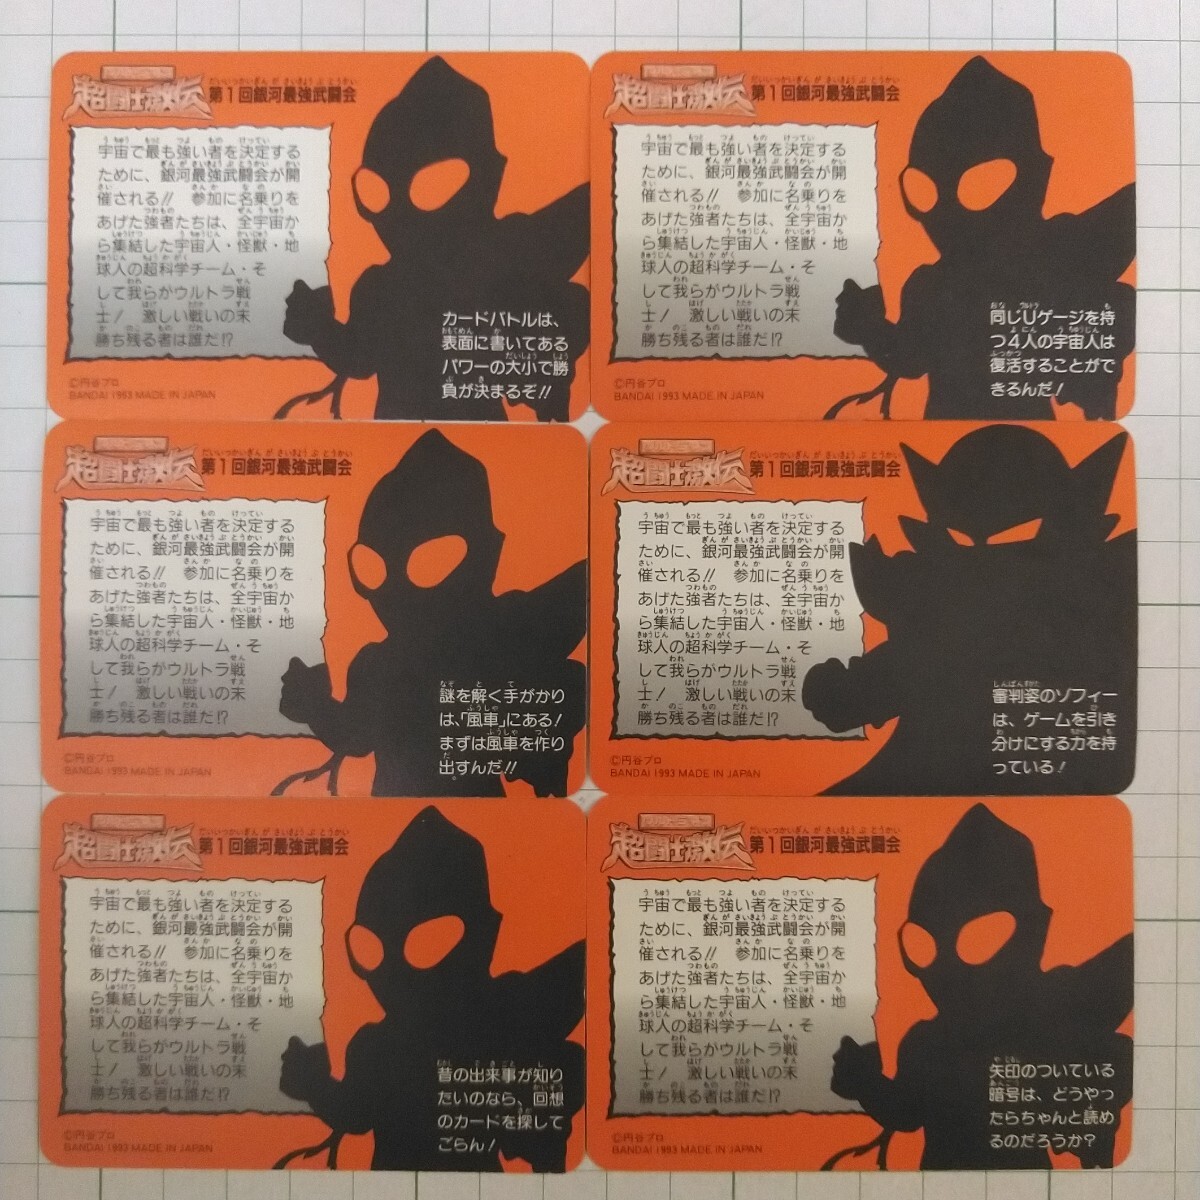 超闘士激伝
第1回銀河最強武闘会
宇宙で最も強い者を決定する
ために、銀河最強武闘会が開
催される!! 参加に名乗りを
あげた強者たちは、全宇宙か
ら集結した宇宙人・怪獣・地
球人の超科学チーム・そ
して我らがウルトラ戦
士! 激しい戦いの末
勝ち残る者は誰だ!?
カードバトルは、
表面に書いてある
パワーの大小で勝
負が決まるぞ!!
©円谷プロ
BANDAI 1993 MADE IN JAPAN
超闘士激伝
第1回銀河最強武闘会
宇宙で最も強い者を決定する
ために、銀河最強武闘会が開
催される!! 参加に名乗りを
あげた強者たちは、全宇宙か
ら集結した宇宙人・怪獣・地
球人の超科学チーム・そ
して我らがウルトラ戦
士! 激しい戦いの末
勝ち残る者は誰だ!?
同じUゲージを持
つ4人の宇宙人は
復活することがで
きるんだ!
©円谷プロ
BANDAI 1993 MADE IN JAPAN
超闘士激伝
第1回銀河最強武闘会
宇宙で最も強い者を決定する
ために、銀河最強武闘会が開
催される!! 参加に名乗りを
あげた強者たちは、全宇宙か
ら集結した宇宙人・怪獣・地
球人の超科学チーム・そ
して我らがウルトラ戦
士! 激しい戦いの末
勝ち残る者は誰だ!?
謎を解く手がかり
は、「風車」にある!
まずは風車を作り
出すんだ!!
©円谷プロ
BANDAI 1993 MADE IN JAPAN
超闘士激伝
第1回銀河最強武闘会
宇宙で最も強い者を決定する
ために、銀河最強武闘会が開
催される!! 参加に名乗りを
あげた強者たちは、全宇宙か
ら集結した宇宙人・怪獣・地
球人の超科学チーム・そ
して我らがウルトラ戦
士! 激しい戦いの末
勝ち残る者は誰だ!?
審判姿のゾフィー
は、ゲームを引き
分けにする力を持
っている!
©円谷プロ
BANDAI 1993 MADE IN JAPAN
超闘士激伝
第1回銀河最強武闘会
宇宙で最も強い者を決定する
ために、銀河最強武闘会が開
催される!! 参加に名乗りを
あげた強者たちは、全宇宙か
ら集結した宇宙人・怪獣・地
球人の超科学チーム・そ
して我らがウルトラ戦
士! 激しい戦いの末
勝ち残る者は誰だ!?
昔の出来事が知り
たいのなら、回想
のカードを探して
ごらん!
©円谷プロ
BANDAI 1993 MADE IN JAPAN
超闘士激伝
第1回銀河最強武闘会
宇宙で最も強い者を決定する
ために、銀河最強武闘会が開
催される!! 参加に名乗りを
あげた強者たちは、全宇宙か
ら集結した宇宙人・怪獣・地
球人の超科学チーム・そ
して我らがウルトラ戦
士! 激しい戦いの末
勝ち残る者は誰だ!?
矢印のついている
暗号は、どうやっ
たらちゃんと読め
るのだろうか?
©円谷プロ
BANDAI 1993 MADE IN JAPAN